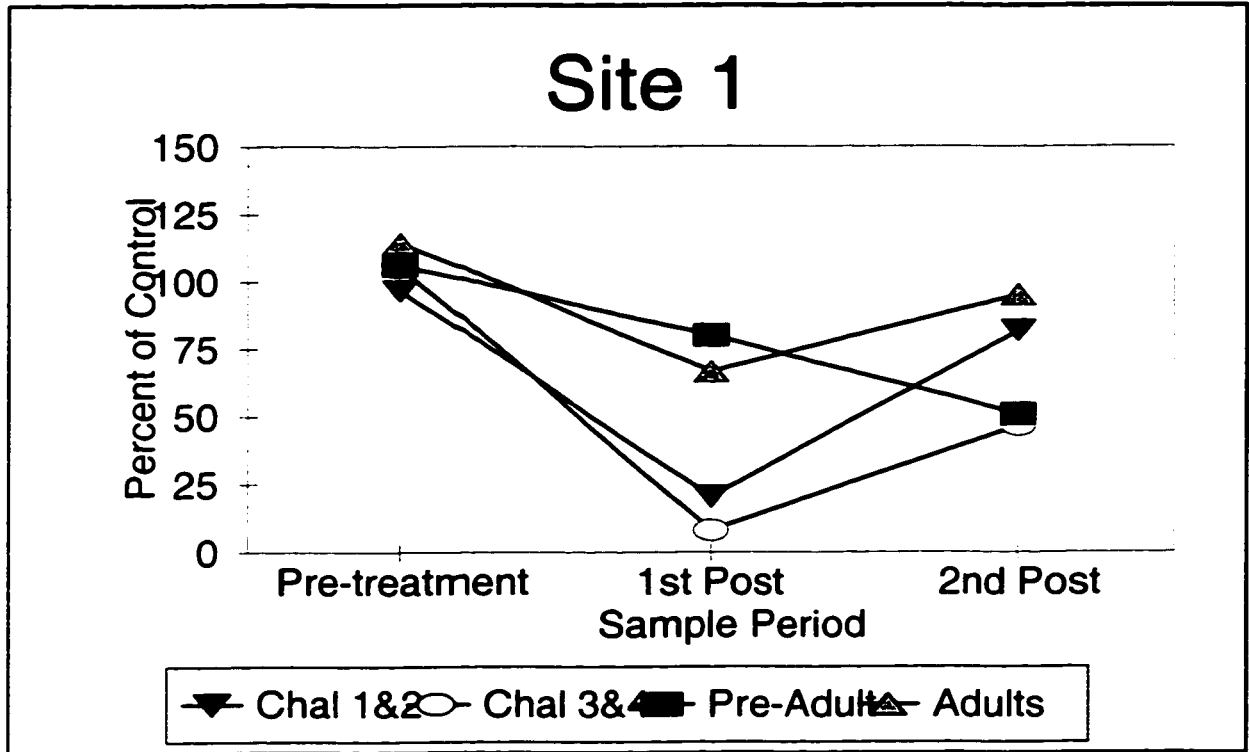 Site 1
150
125
100
75
50
25
0
Percent of Control
Pre-treatment 1st Post 2nd Post
Sample Period
Chal 1&2 Chal 3&4 Pre-Adult Adults